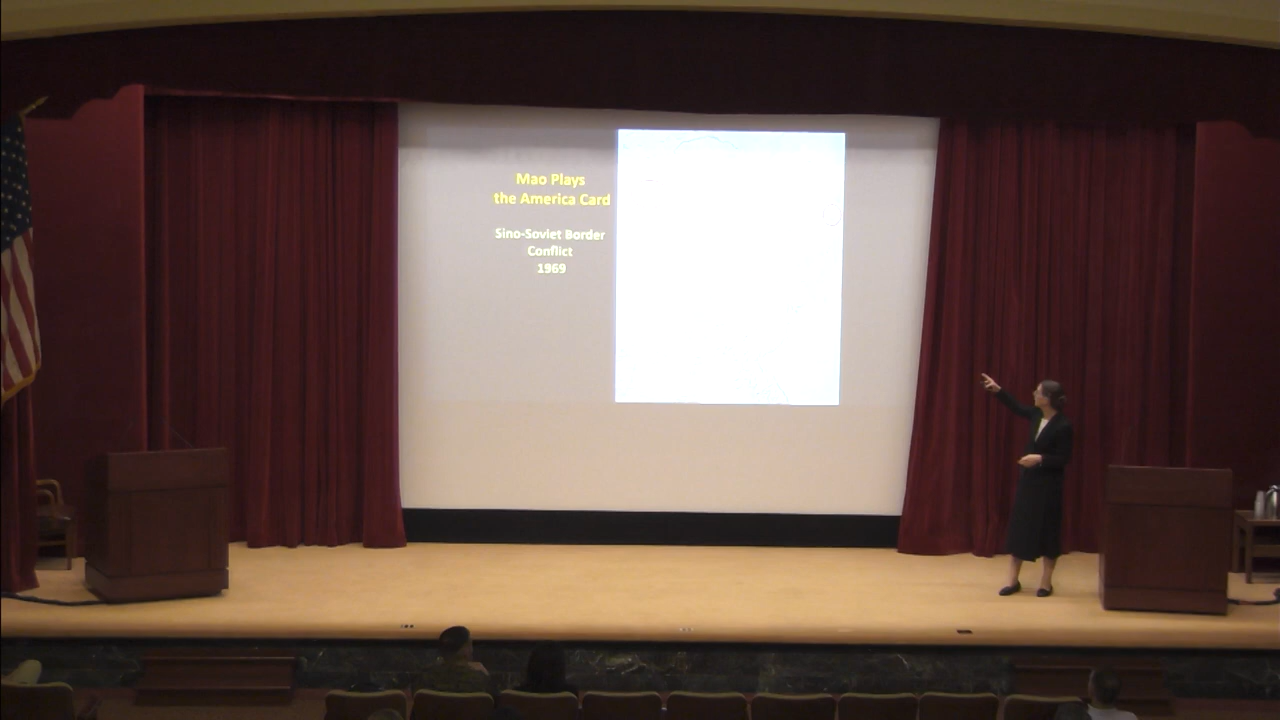 Mao Plays
the America Card
Sino-Soviet Border
Conflict
1969